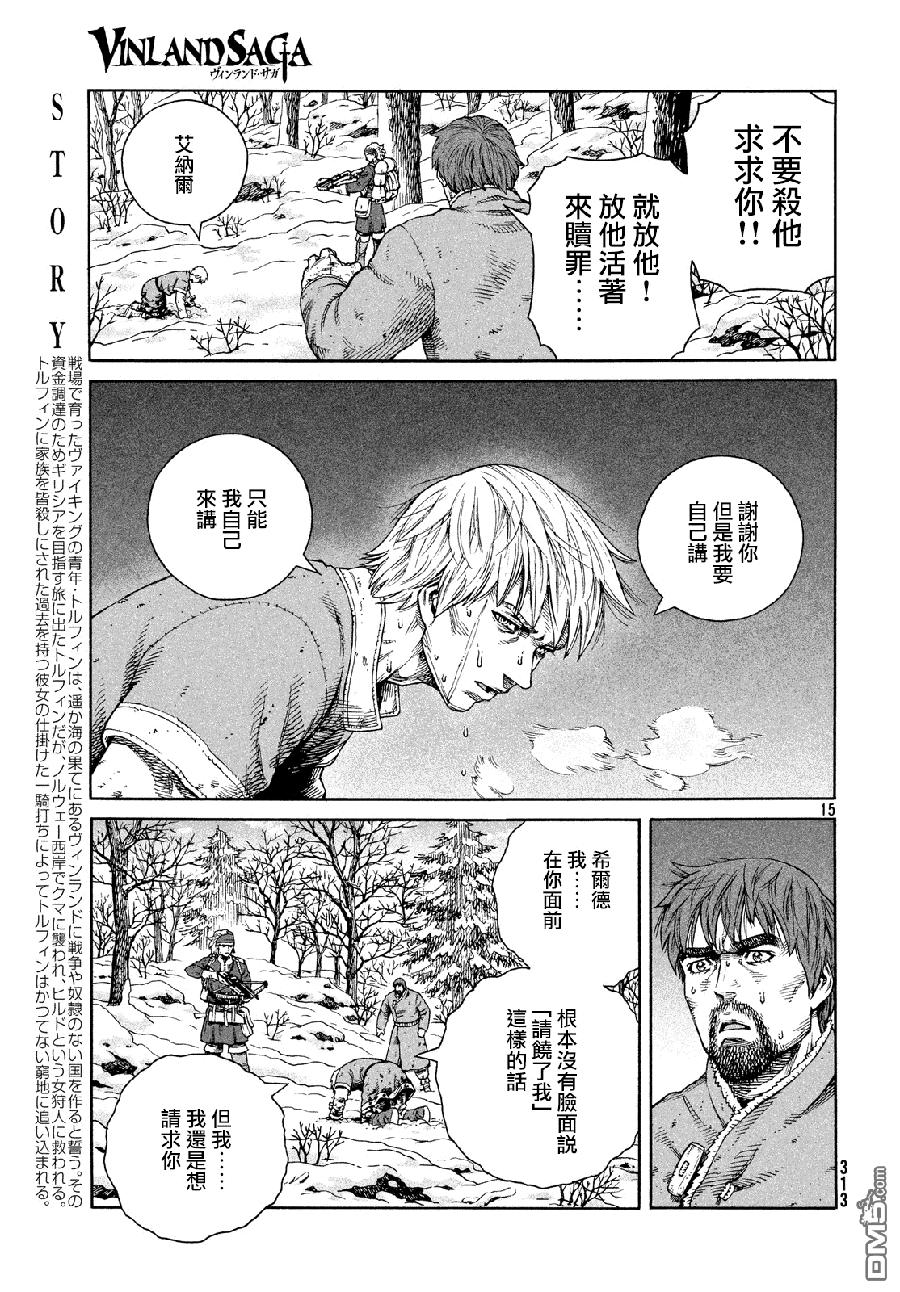 VINLAND SAGA
ヴィンランド・サガ
STORY
戦場で育ったヴァイキングの青年・トルフィンは、遥か海の果てにあるヴィンランドに戦争や奴隷のない国を作ると誓う。その
資金調達のためギリシアを目指す旅に出たトルフィンだが、ノルウェー西岸でクマに襲われ、ヒルドという女狩人に救われる。
トルフィンに家族を皆殺しにされた過去を持つ彼女の仕掛けた一騎打ちによってトルフィンはかつてない窮地に追い込まれる。
不要殺他
求求你!!
就放他！
放他活著
來贖罪……
艾納爾
謝謝你
但是我要
自己講
只能
我自己
來講
15
希爾德
我……
在你面前
根本沒有臉面說
「請饒了我」
這樣的話
但我……
我還是想
請求你
313
DM5.com